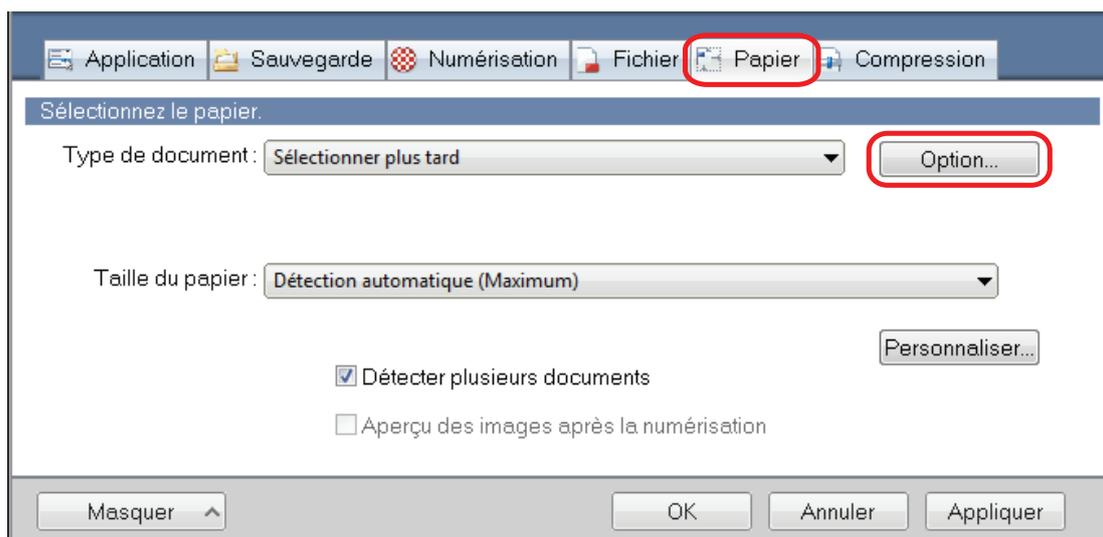 Application Sauvegarde Numérisation Fichier Papier Compression
Sélectionnez le papier.
Type de document : Sélectionner plus tard Option...
Taille du papier : Détection automatique (Maximum)
Personnaliser...
Détecter plusieurs documents
Aperçu des images après la numérisation
Masquer OK Annuler Appliquer